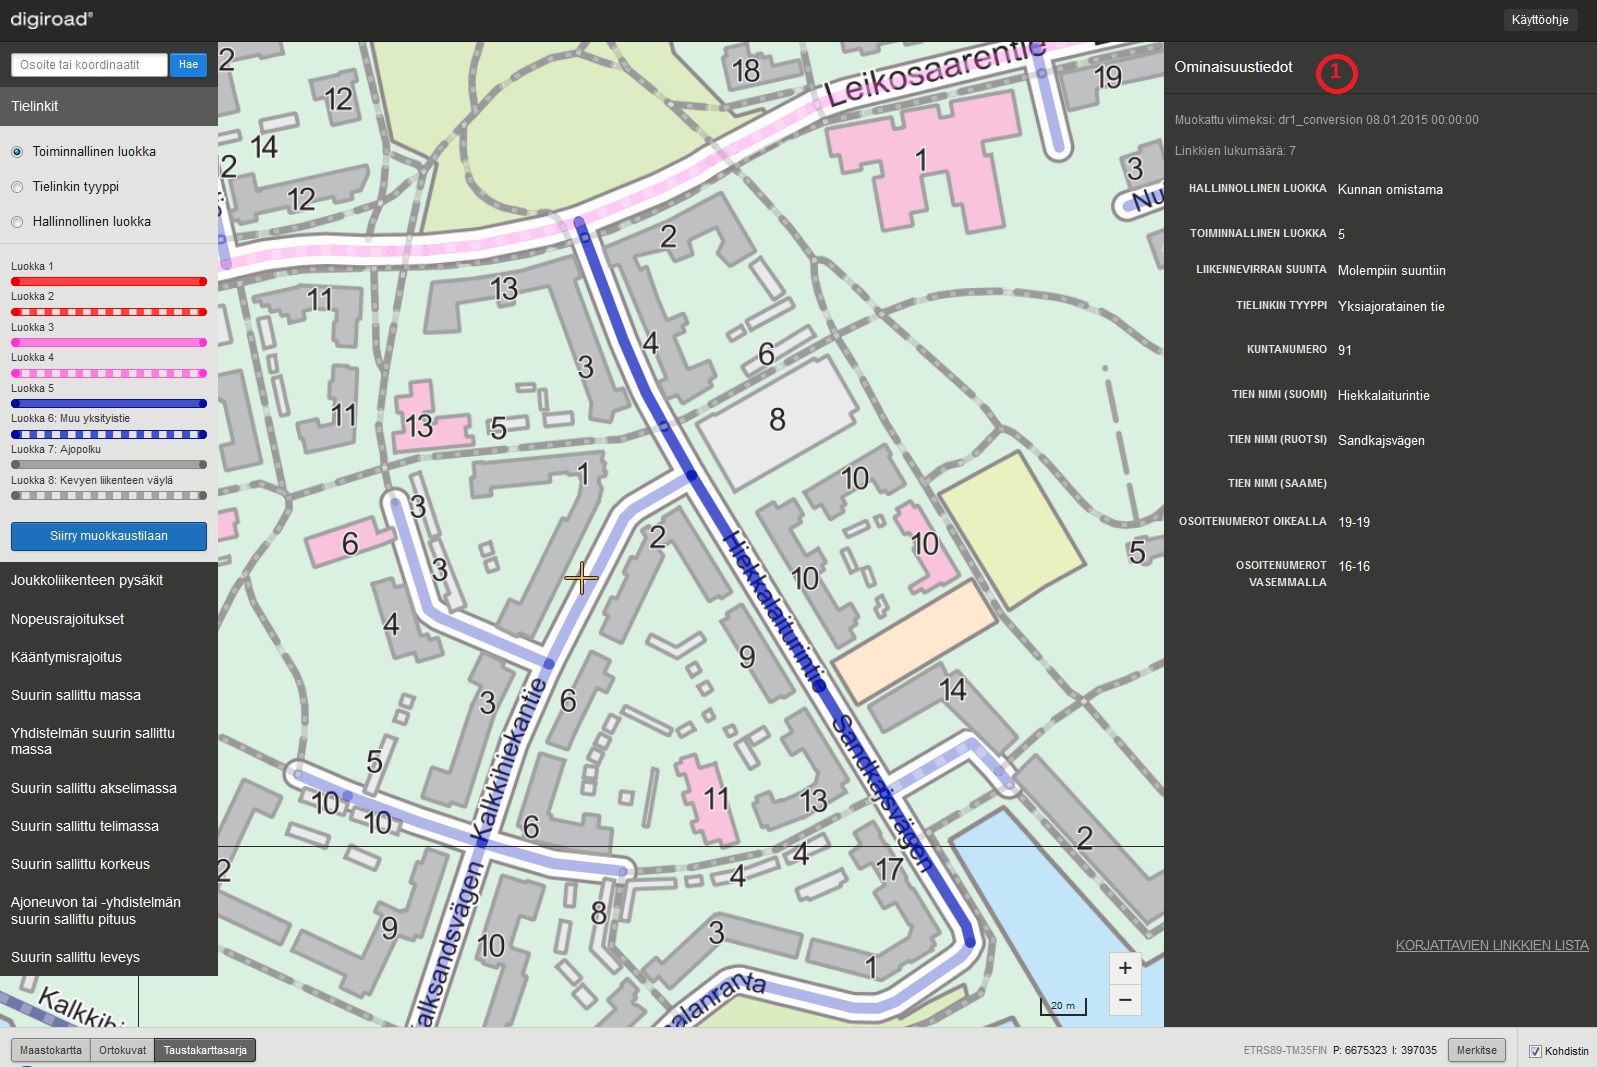 digiroad®
Käyttöohje
Osoite tai koordinaatit
Hae
Tielinkit
Toiminnallinen luokka
Tielinkin tyyppi
Hallinnollinen luokka
Luokka 1
Luokka 2
Luokka 3
Luokka 4
Luokka 5
Luokka 6: Muu yksityistie
Luokka 7: Ajopolku
Luokka 8: Kevyen liikenteen väylä
Siirry muokkaustilaan
Joukkoliikenteen pysäkit
Nopeusrajoitukset
Kääntymisrajoitus
Suurin sallittu massa
Yhdistelmän suurin sallittu
massa
Suurin sallittu akselimassa
Suurin sallittu telimassa
Suurin sallittu korkeus
Ajoneuvon tai -yhdistelmän
suurin sallittu pituus
Suurin sallittu leveys
2
12
18
Leikosaarentie
19
14
2
12
1
3
Nu
2
11
13
4
3
6
11
13
5
8
1
10
3
2
6
3
10
10
5
4
Hiekkalaiturintie
9
3
6
14
Kalkkihiekantie
Sandkajsvägen
5
10
10
11
13
6
2
4
4
17
2
8
9
10
3
1
alksandsvägen
alanranta
Kalkkihi
20 m
+
−
Ominaisuustiedot
1
Muokattu viimeksi: dr1_conversion 08.01.2015 00:00:00
Linkkien lukumäärä: 7
HALLINNOLLINEN LUOKKA Kunnan omistama
TOIMINNALLINEN LUOKKA 5
LIIKENNEVIRRAN SUUNTA Molempiin suuntiin
TIELINKIN TYYPPI Yksiajoratainen tie
KUNTANUMERO 91
TIEN NIMI (SUOMI) Hiekkalaiturintie
TIEN NIMI (RUOTSI) Sandkajsvägen
TIEN NIMI (SAAME)
OSOITENUMEROT OIKEALLA 19-19
OSOITENUMEROT 16-16
VASEMMALLA
KORJATTAVIEN LINKKIEN LISTA
Maastokartta
Ortokuvat
Taustakarttasarja
ETRS89-TM35FIN P: 6675323 I: 397035
Merkitse
Kohdistin